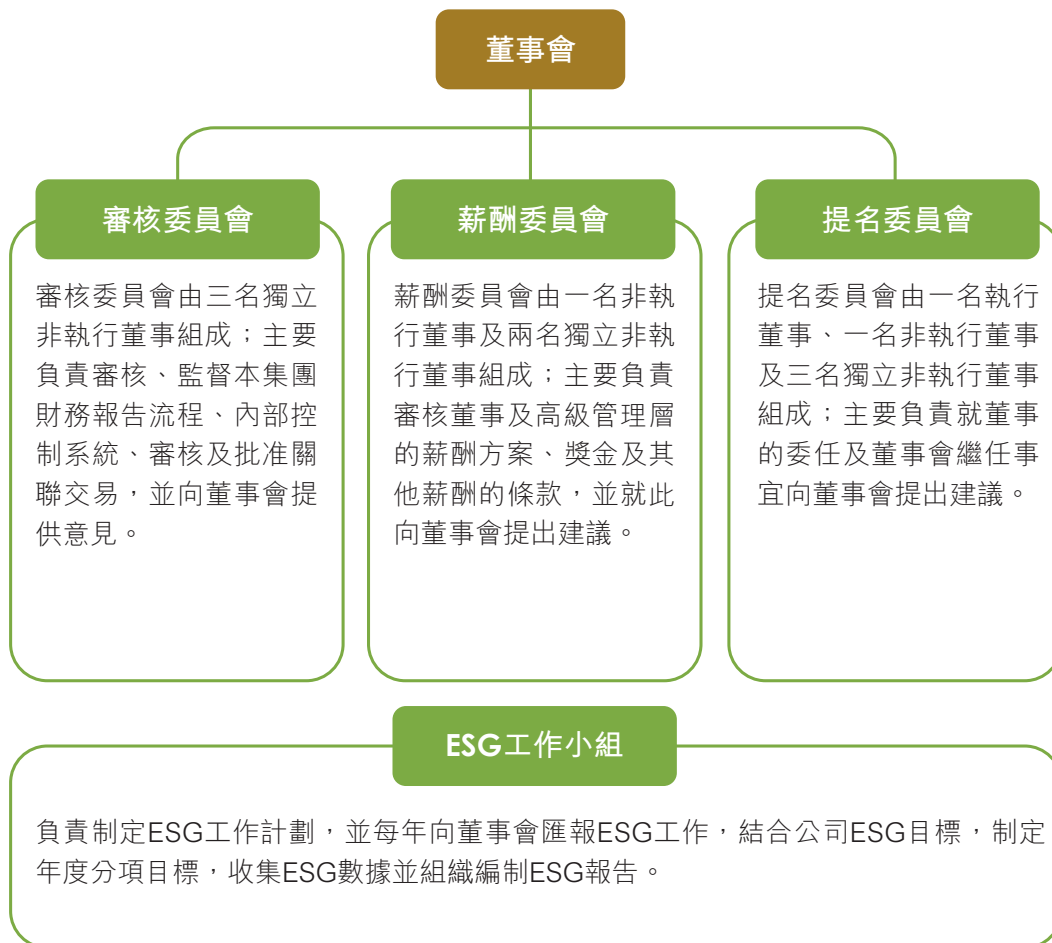 董事會
審核委員會
審核委員會由三名獨立
非執行董事組成；主要
負責審核、監督本集團
財務報告流程、內部控
制系統、審核及批准關
聯交易，並向董事會提
供意見。
薪酬委員會
薪酬委員會由一名非執
行董事及兩名獨立非執
行董事組成；主要負責
審核董事及高級管理層
的薪酬方案、獎金及其
他薪酬的條款，並就此
向董事會提出建議。
提名委員會
提名委員會由一名執行
董事、一名非執行董事
及三名獨立非執行董事
組成；主要負責就董事
的委任及董事會繼任事
宜向董事會提出建議。
ESG工作小組
負責制定ESG工作計劃，並每年向董事會匯報ESG工作，結合公司ESG目標，制定
年度分項目標，收集ESG數據並組織編制ESG報告。